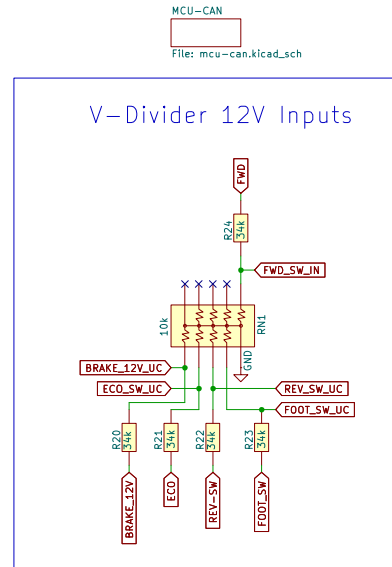 MCU-CAN
File: mcu-can.kicad_sch
V-Divider 12V Inputs
FWD
R24
34k
FWD_SW_IN
10k
RN1
GND
BRAKE_12V_UC
ECO_SW_UC
REV_SW_UC
FOOT_SW_UC
R20
34k
R21
34k
R22
34k
R23
34k
BRAKE_12V
ECO
REV-SW
FOOT_SW